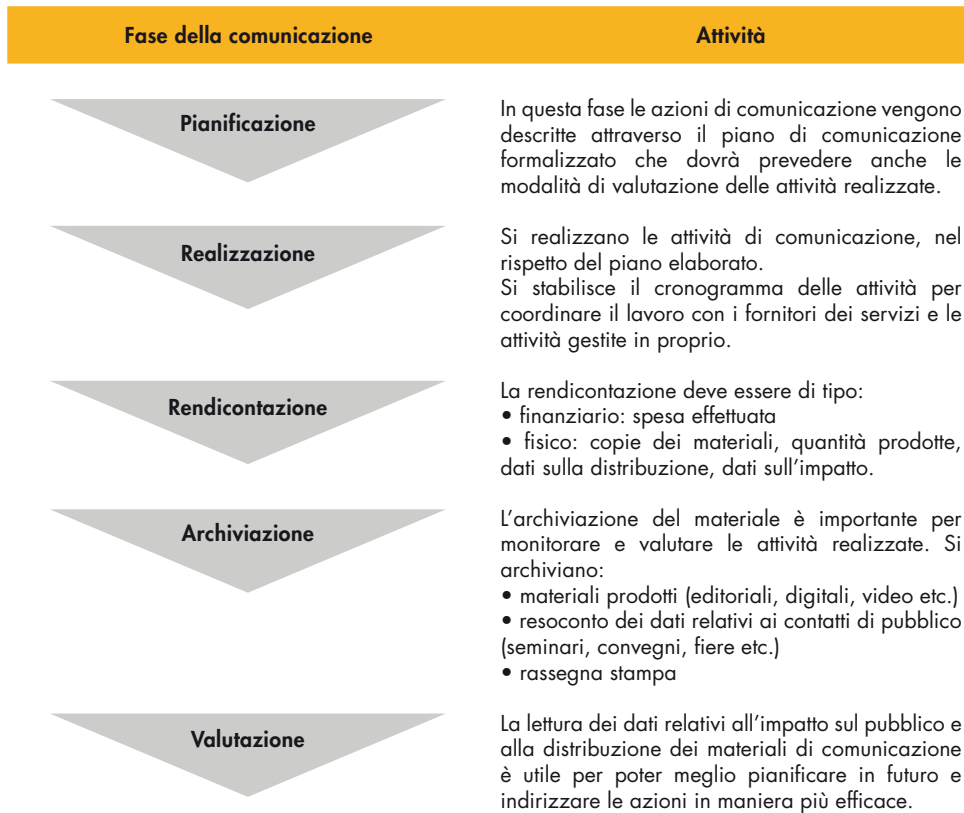 Fase della comunicazione
Attività
Pianificazione
In questa fase le azioni di comunicazione vengono
descritte attraverso il piano di comunicazione
formalizzato che dovrà prevedere anche le
modalità di valutazione delle attività realizzate.
Realizzazione
Si realizzano le attività di comunicazione, nel
rispetto del piano elaborato.
Si stabilisce il cronogramma delle attività per
coordinare il lavoro con i fornitori dei servizi e le
attività gestite in proprio.
Rendicontazione
La rendicontazione deve essere di tipo:
• finanziario: spesa effettuata
• fisico: copie dei materiali, quantità prodotte,
dati sulla distribuzione, dati sull'impatto.
Archiviazione
L'archiviazione del materiale è importante per
monitorare e valutare le attività realizzate. Si
archiviano:
• materiali prodotti (editoriali, digitali, video etc.)
• resoconto dei dati relativi ai contatti di pubblico
(seminari, convegni, fiere etc.)
• rassegna stampa
Valutazione
La lettura dei dati relativi all'impatto sul pubblico e
alla distribuzione dei materiali di comunicazione
è utile per poter meglio pianificare in futuro e
indirizzare le azioni in maniera più efficace.